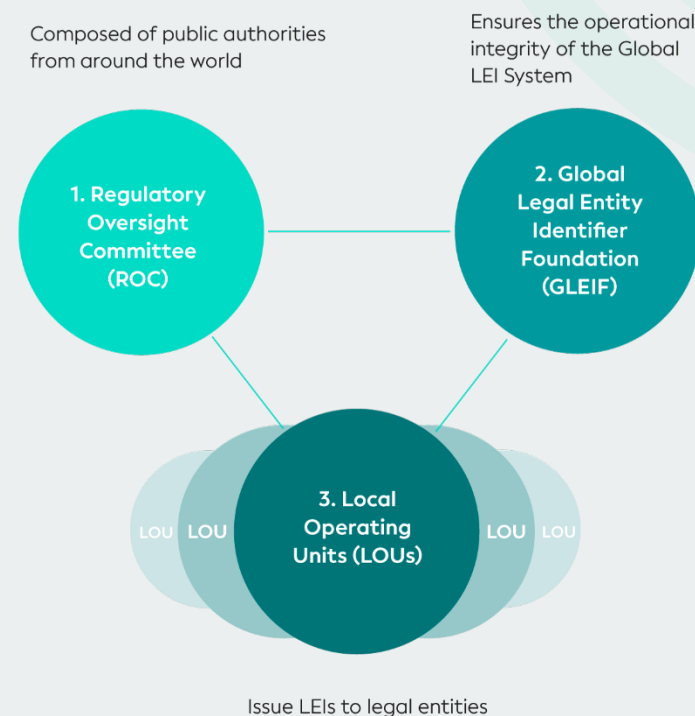 Composed of public authorities
from around the world
Ensures the operational
integrity of the Global
LEI System
1. Regulatory
Oversight
Committee
(ROC)
2. Global
Legal Entity
Identifier
Foundation
(GLEIF)
3. Local
Operating
Units (LOUs)
LOU
LOU
LOU
LOU
Issue LEIs to legal entities